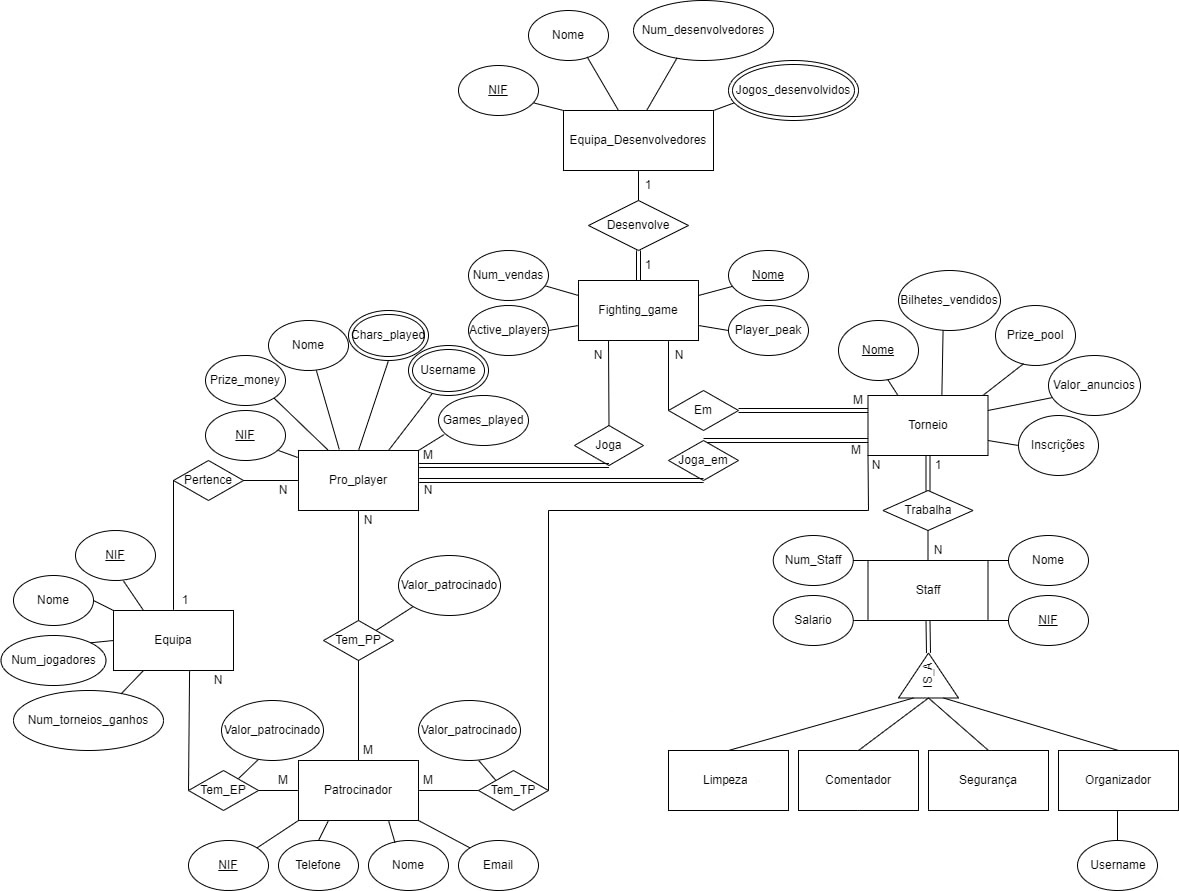 Nome
Num_desenvolvedores
NIF
Jogos_desenvolvidos
Equipa_Desenvolvedores
1
Desenvolve
1
Num_vendas
Nome
Fighting_game
Active_players
Player_peak
N
N
Bilhetes_vendidos
Nome
Prize_pool
Valor_anuncios
Inscrições
Torneio
Em
M
Chars_played
Nome
Username
Prize_money
Games_played
NIF
Joga
M
Joga_em
M
N
1
Pro_player
N
N
N
Pertence
Trabalha
N
Num_Staff
Nome
Staff
Salario
NIF
IS_A
NIF
Nome
1
Equipa
Num_jogadores
N
Num_torneios_ganhos
Valor_patrocinado
Tem_PP
M
Valor_patrocinado
Valor_patrocinado
Tem_EP
M
Patrocinador
M
Tem_TP
Limpeza
Comentador
Segurança
Organizador
NIF
Telefone
Nome
Email
Username